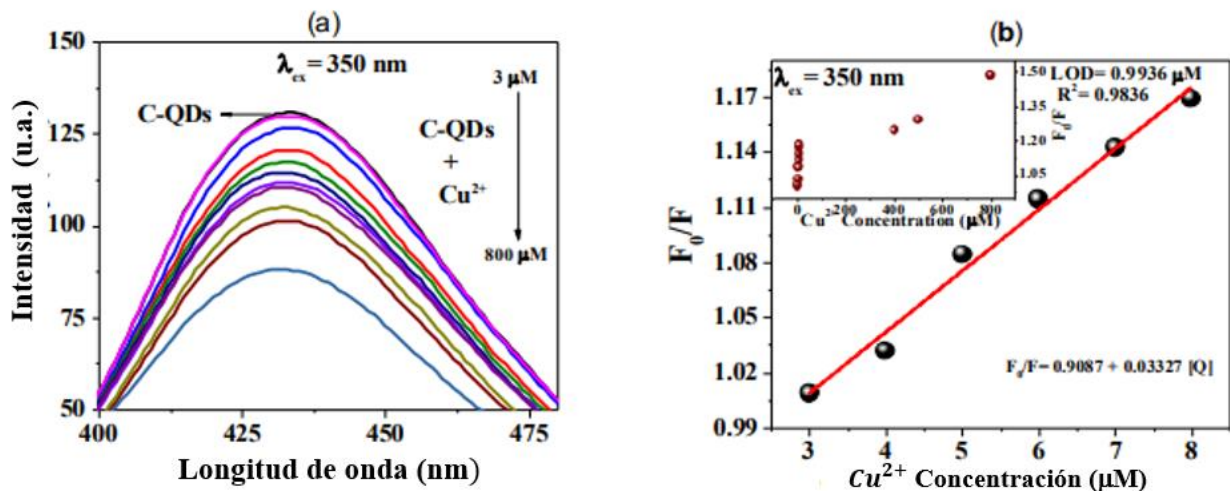 (a)
150
125
100
75
50
Intensidad (u.a.)
400
425
450
475
Longitud de onda (nm)
λex = 350 nm
C-QDs
3 μM
C-QDs
+
Cu²⁺
800 μM
(b)
1.17
1.14
1.11
1.08
1.05
1.02
0.99
F₀/F
3
4
5
6
7
8
Cu²⁺ Concentración (μM)
λex = 350 nm
LOD= 0.9936 μM
R²= 0.9836
1.50
1.35
1.20
1.05
F₀/F
0
200
400
600
800
Cu²⁺ Concentration (μM)
F₀/F= 0.9087 + 0.03327 [Q]